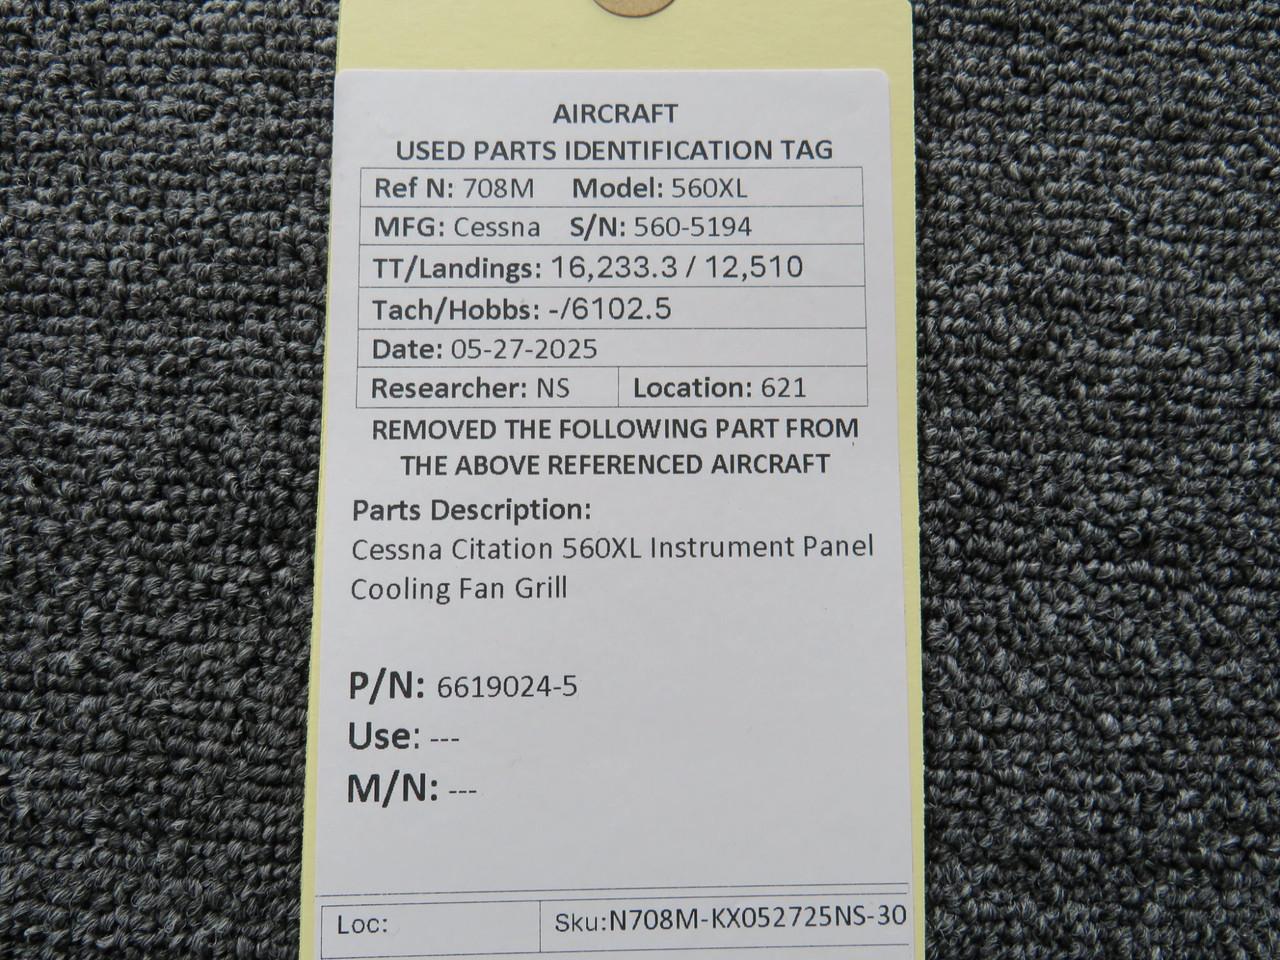 AIRCRAFT
USED PARTS IDENTIFICATION TAG
Ref N: 708M Model: 560XL
MFG: Cessna S/N: 560-5194
TT/Landings: 16,233.3 / 12,510
Tach/Hobbs: -/6102.5
Date: 05-27-2025
Researcher: NS Location: 621
REMOVED THE FOLLOWING PART FROM
THE ABOVE REFERENCED AIRCRAFT
Parts Description:
Cessna Citation 560XL Instrument Panel
Cooling Fan Grill
P/N: 6619024-5
Use: ---
M/N: ---
Loc: Sku:N708M-KX052725NS-30